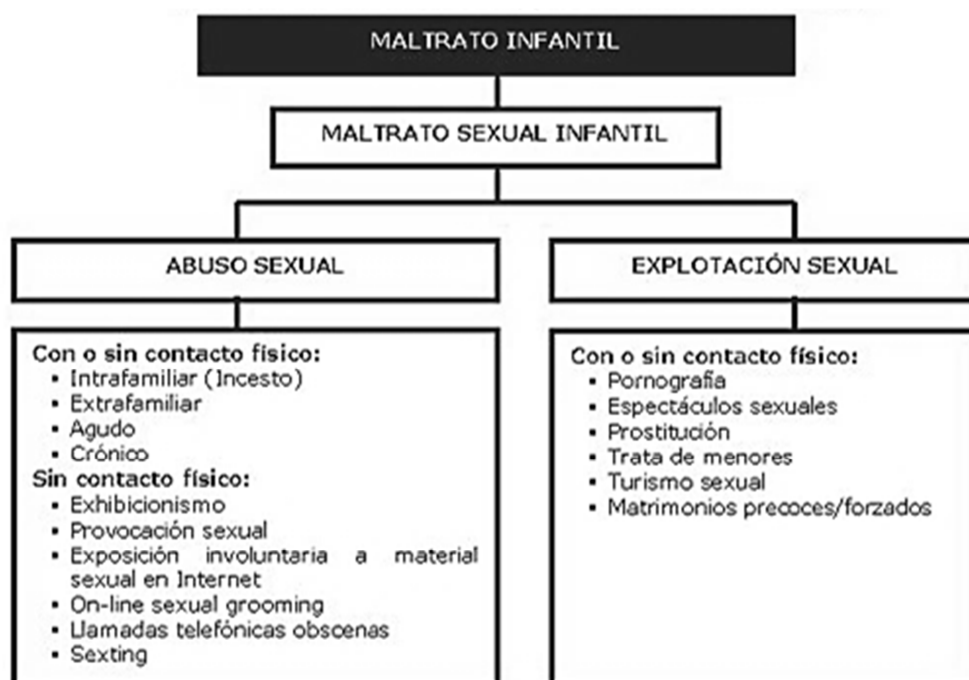 MALTRATO INFANTIL
MALTRATO SEXUAL INFANTIL
ABUSO SEXUAL
Con o sin contacto físico:
▪ Intrafamiliar (Incesto)
▪ Extrafamiliar
▪ Agudo
▪ Crónico
Sin contacto físico:
▪ Exhibicionismo
▪ Provocación sexual
▪ Exposición involuntaria a material
sexual en Internet
▪ On-line sexual grooming
▪ Llamadas telefónicas obscenas
▪ Sexting
EXPLOTACIÓN SEXUAL
Con o sin contacto físico:
▪ Pornografía
▪ Espectáculos sexuales
▪ Prostitución
▪ Trata de menores
▪ Turismo sexual
▪ Matrimonios precoces/forzados